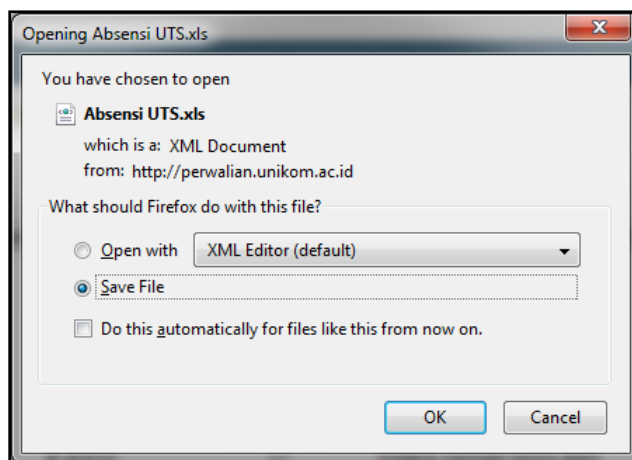 Opening Absensi UTS.xls
You have chosen to open
Absensi UTS.xls
which is a: XML Document
from: http://perwalian.unikom.ac.id
What should Firefox do with this file?
Open with XML Editor (default)
Save File
Do this automatically for files like this from now on.
OK Cancel